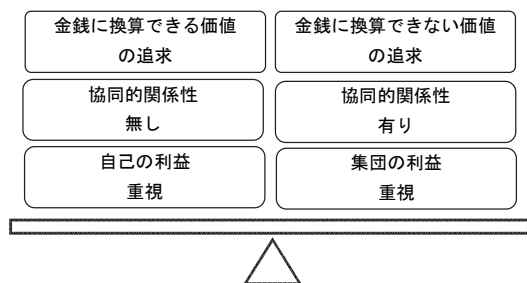 金銭に換算できる価値
の追求
金銭に換算できない価値
の追求
協同的関係性
無し
協同的関係性
有り
自己の利益
重視
集団の利益
重視